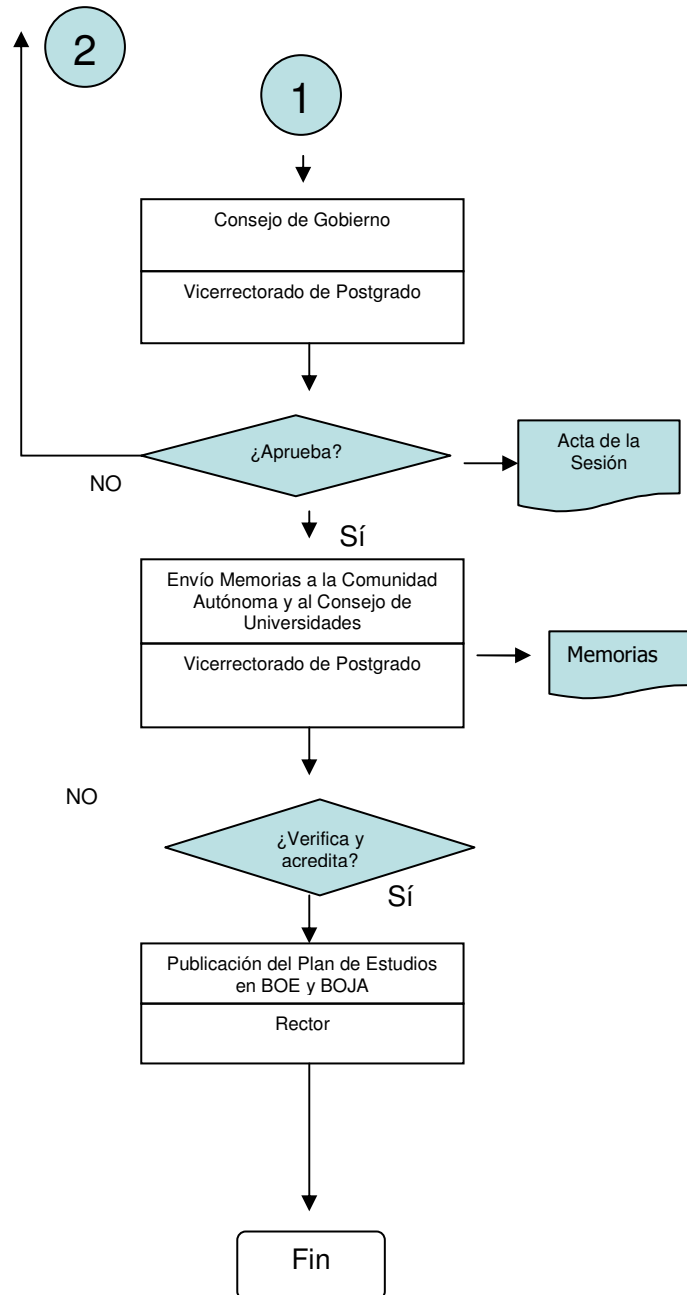 2
1
Consejo de Gobierno
Vicerrectorado de Postgrado
¿Aprueba?
Acta de la
Sesión
NO
Sí
Envío Memorias a la Comunidad
Autónoma y al Consejo de
Universidades
Vicerrectorado de Postgrado
Memorias
NO
¿Verifica y
acredita?
Sí
Publicación del Plan de Estudios
en BOE y BOJA
Rector
Fin